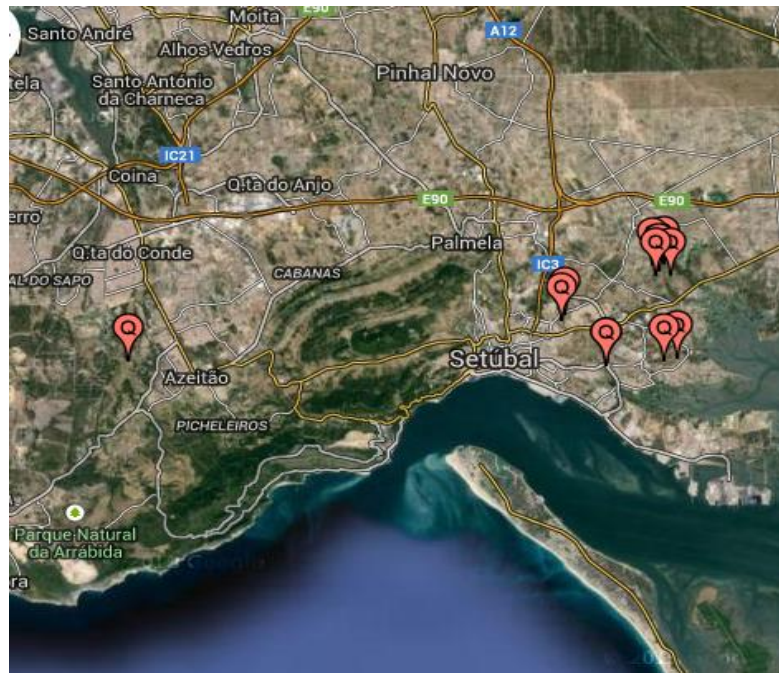 E90
Moita
Santo André
A12
Alhos Vedros
Pinhal Novo
tela
Santo António
da Charneca
IC21
Coina
Q.ta do Anjo
E90
E90
erro
Palmela
Q.ta do Conde
IC3
CABANAS
AL DO SAPO
Q
Q
Q
Q
Q
Q
Q
Setúbal
Azeitão
PICHELEIROS
Parque Natural
da Arrábida
ra